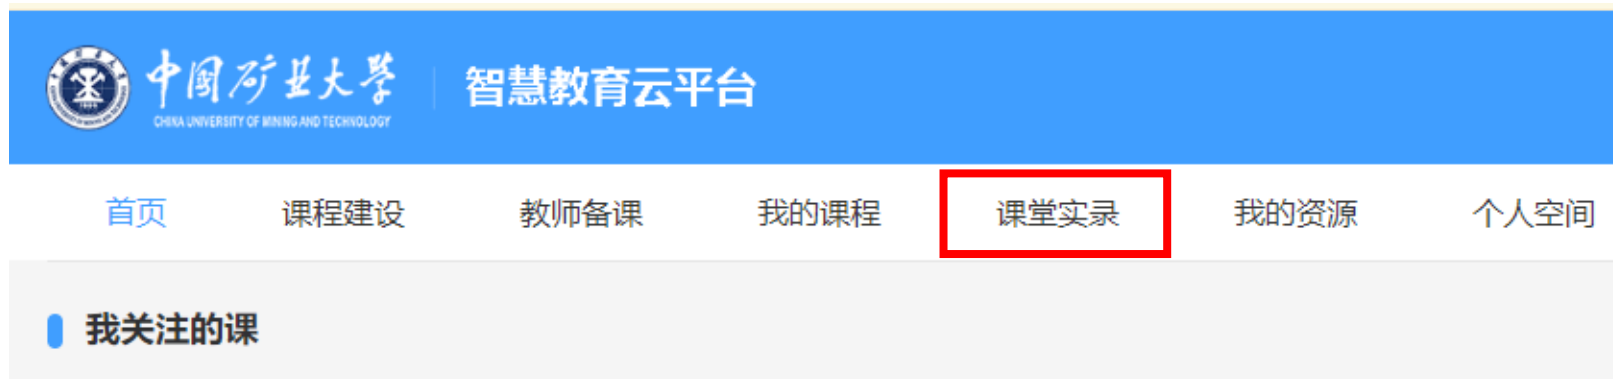 中国矿业大学
CHINA UNIVERSITY OF MINING AND TECHNOLOGY
智慧教育云平台
首页 课程建设 教师备课 我的课程 课堂实录 我的资源 个人空间
我关注的课